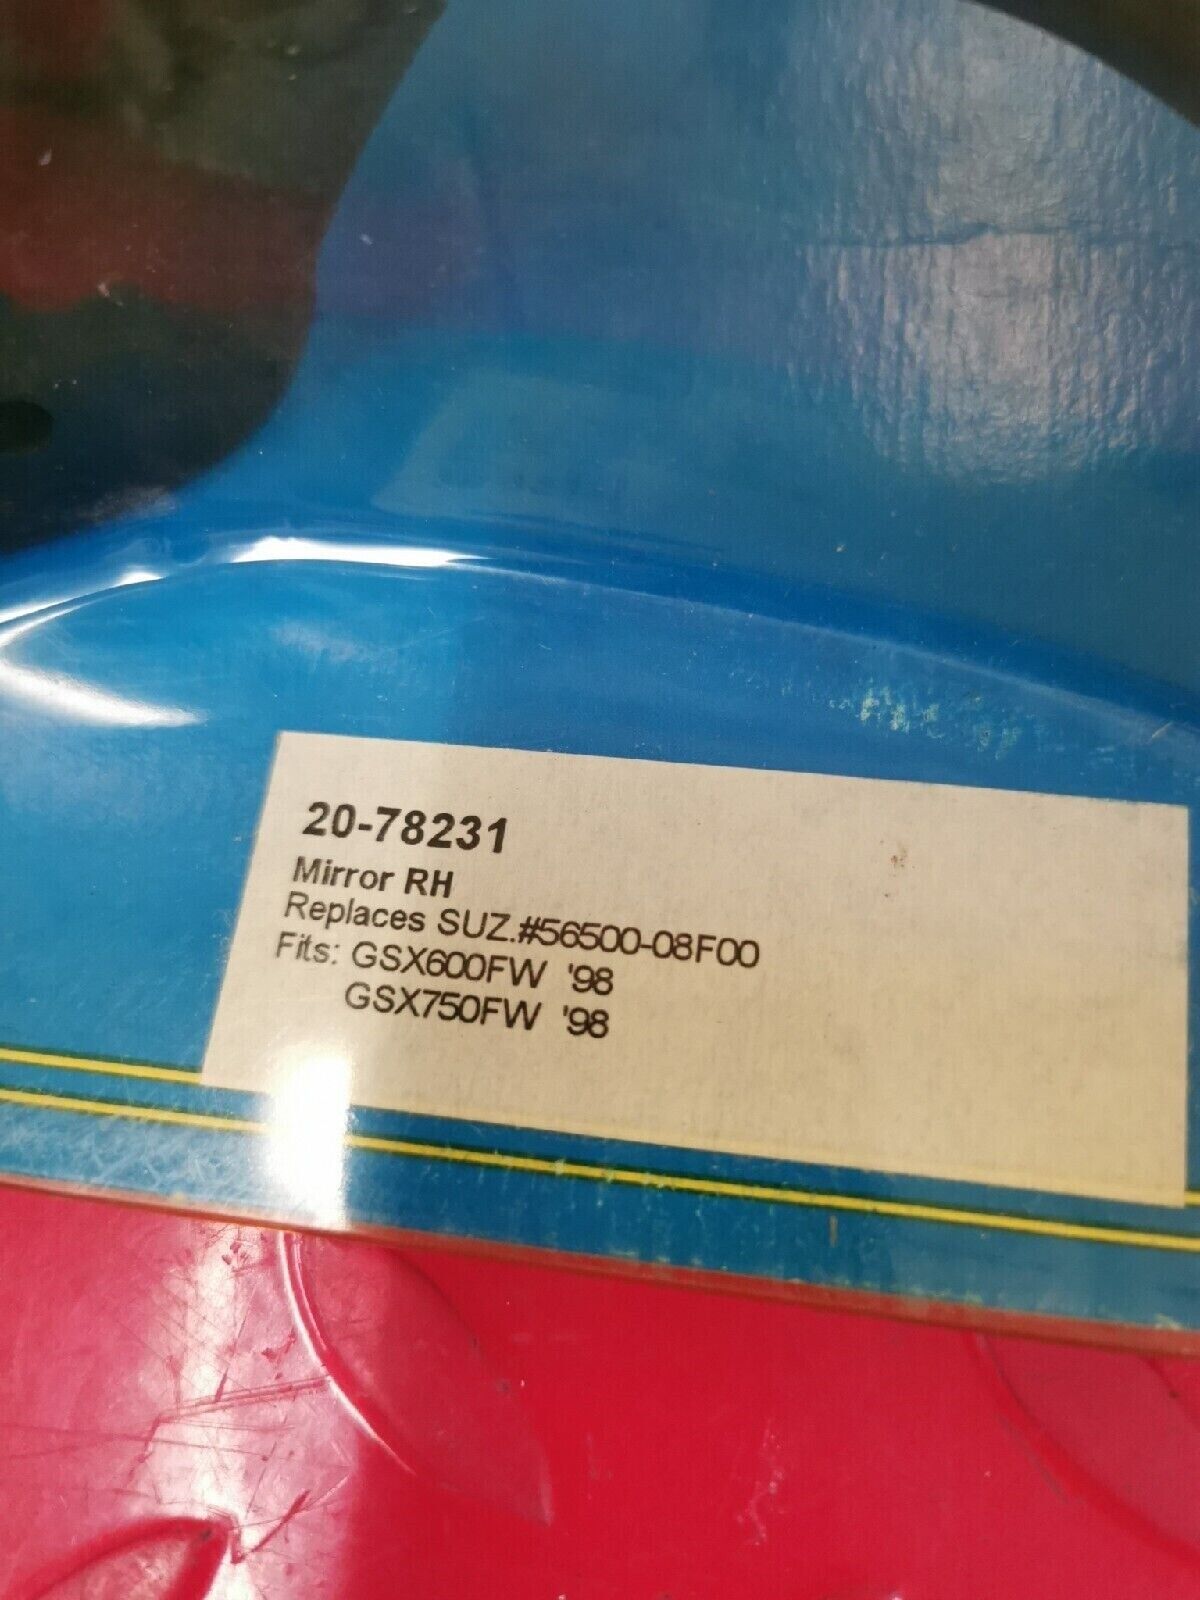 20-78231
Mirror RH
Replaces SUZ.#56500-08F00
Fits: GSX600FW '98
GSX750FW '98